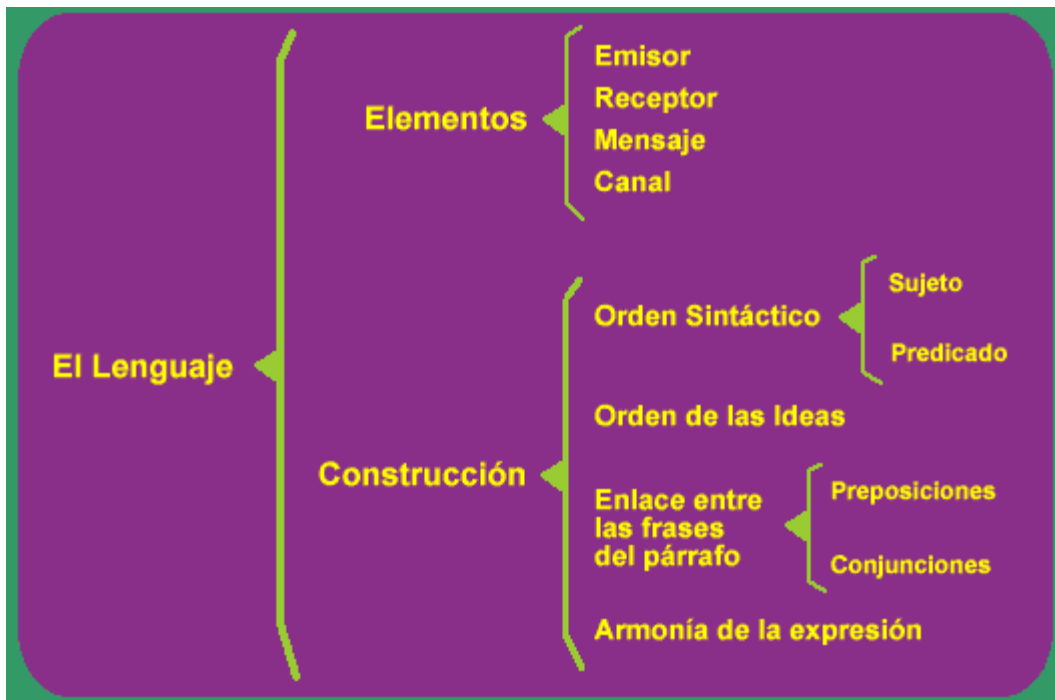 El Lenguaje
Elementos
Emisor
Receptor
Mensaje
Canal
Construcción
Orden Sintáctico
Sujeto
Predicado
Orden de las Ideas
Enlace entre
las frases
del párrafo
Preposiciones
Conjunciones
Armonía de la expresión